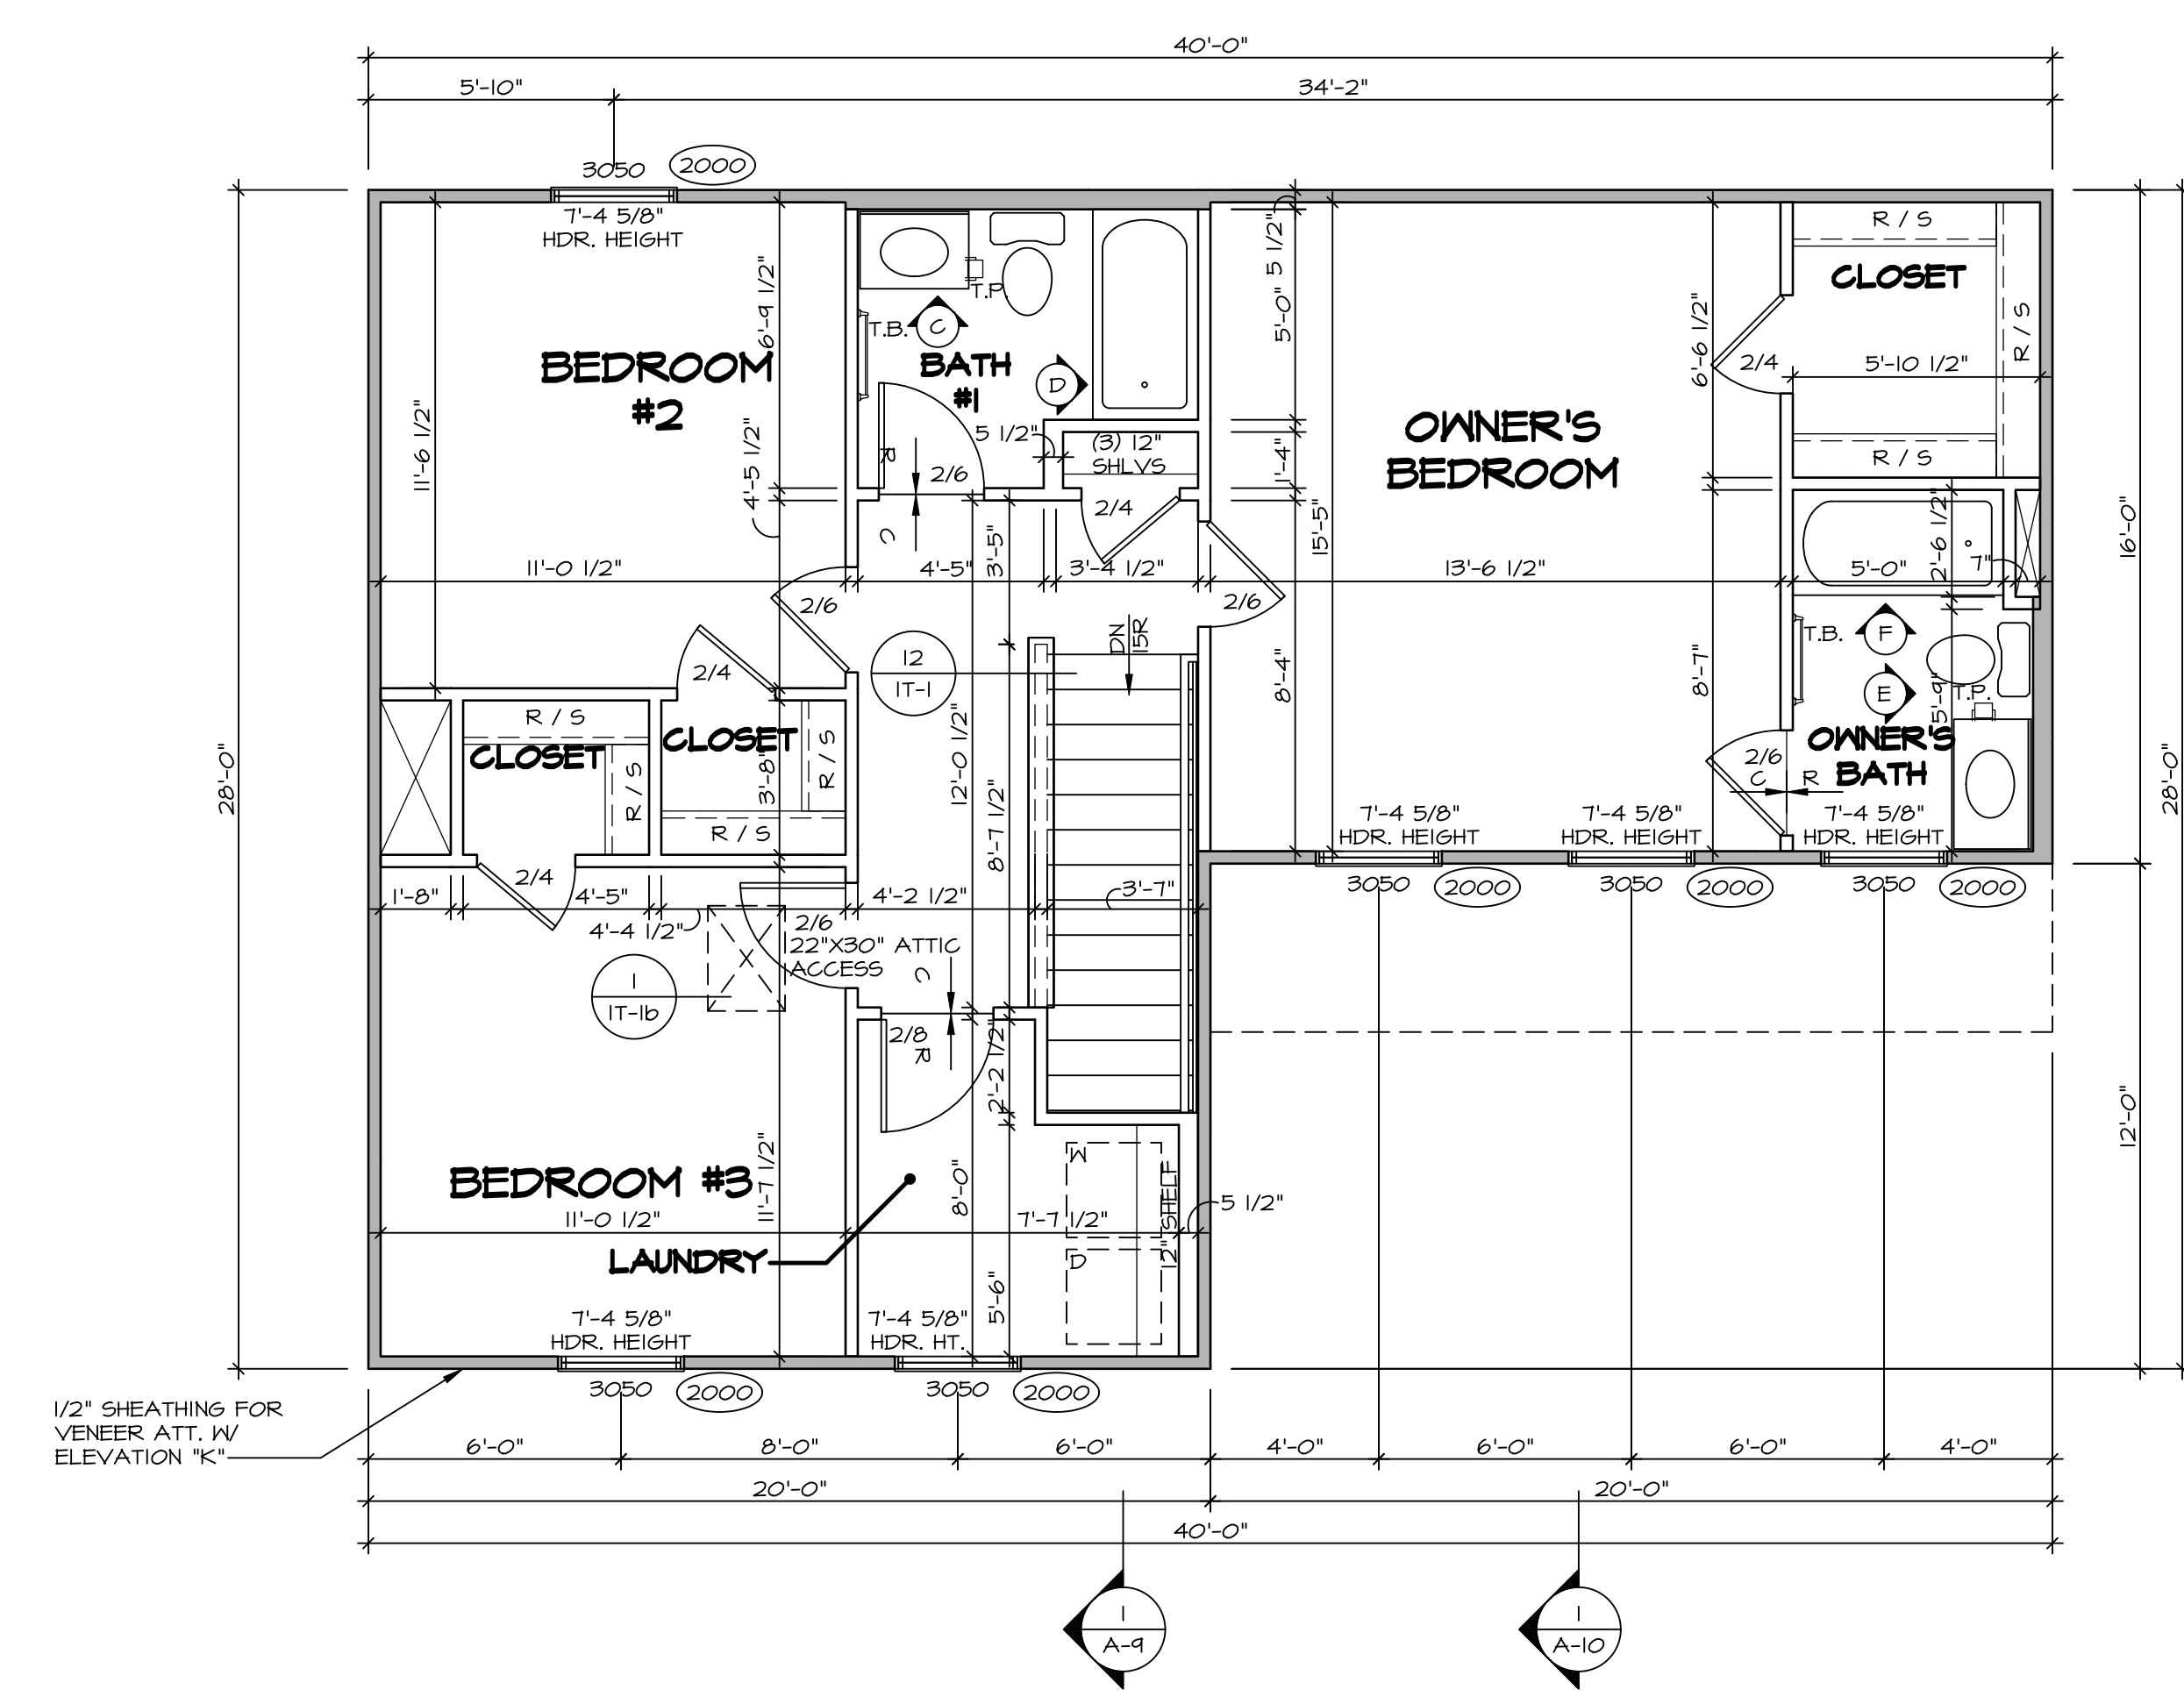 40'-0"
5'-10"
34'-2"
3050
2000
7'-4 5/8"
HDR. HEIGHT
R / S
CLOSET
R / S
5'-10 1/2"
R / S
2/4
6'-6 1/2"
6'-9 1/2"
T.P.
T.B.
C
D
BATH
#1
5 1/2"
5'-0"
1'-4"
BEDROOM
#2
11'-6 1/2"
4'-5 1/2"
5 1/2"
(3) 12"
SHLVS
R
2/6
C
2/4
OWNER'S
BEDROOM
15'-5"
16'-0"
11'-0 1/2"
4'-5"
3'-5"
3'-4 1/2"
13'-6 1/2"
5'-0"
2'-6 1/2"
7"
2/6
2/6
DN
15R
T.B.
F
E
T.P.
5'-9"
2/4
12
1T-1
8'-4"
8'-7"
R / S
CLOSET
R / S
CLOSET
R / S
3'-8"
R / S
12'-0 1/2"
8'-7 1/2"
OWNER'S
BATH
2/6
C
R
28'-0"
28'-0"
7'-4 5/8"
HDR. HEIGHT
7'-4 5/8"
HDR. HEIGHT
7'-4 5/8"
HDR. HEIGHT
3050
2000
3050
2000
3050
2000
2/4
1'-8"
4'-5"
4'-2 1/2"
3'-7"
4'-4 1/2"
2/6
22"X30" ATTIC
ACCESS
C
1
1T-1b
2/8
R
2'-2 1/2"
12'-0"
BEDROOM #3
11'-7 1/2"
8'-0"
W
12" SHELF
5 1/2"
11'-0 1/2"
7'-7 1/2"
LAUNDRY
D
5'-6"
7'-4 5/8"
HDR. HEIGHT
7'-4 5/8"
HDR. HT.
3050
2000
3050
2000
1/2" SHEATHING FOR
VENEER ATT. W/
ELEVATION "K"
6'-0"
8'-0"
6'-0"
4'-0"
6'-0"
6'-0"
4'-0"
20'-0"
20'-0"
40'-0"
1
A-9
1
A-10